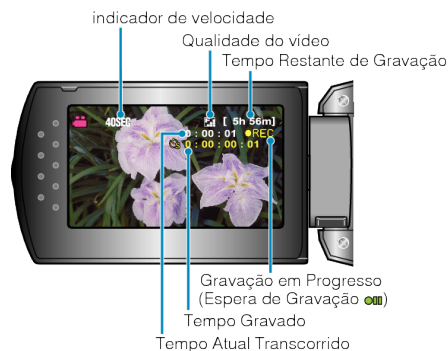 indicador de velocidade
Qualidade do vídeo
Tempo Restante de Gravação
40SEC [ 5h 56m]
0 : 00 : 01 ●REC
0 : 00 : 00 : 01
Gravação em Progresso
(Espera de Gravação ●II)
Tempo Gravado
Tempo Atual Transcorrido